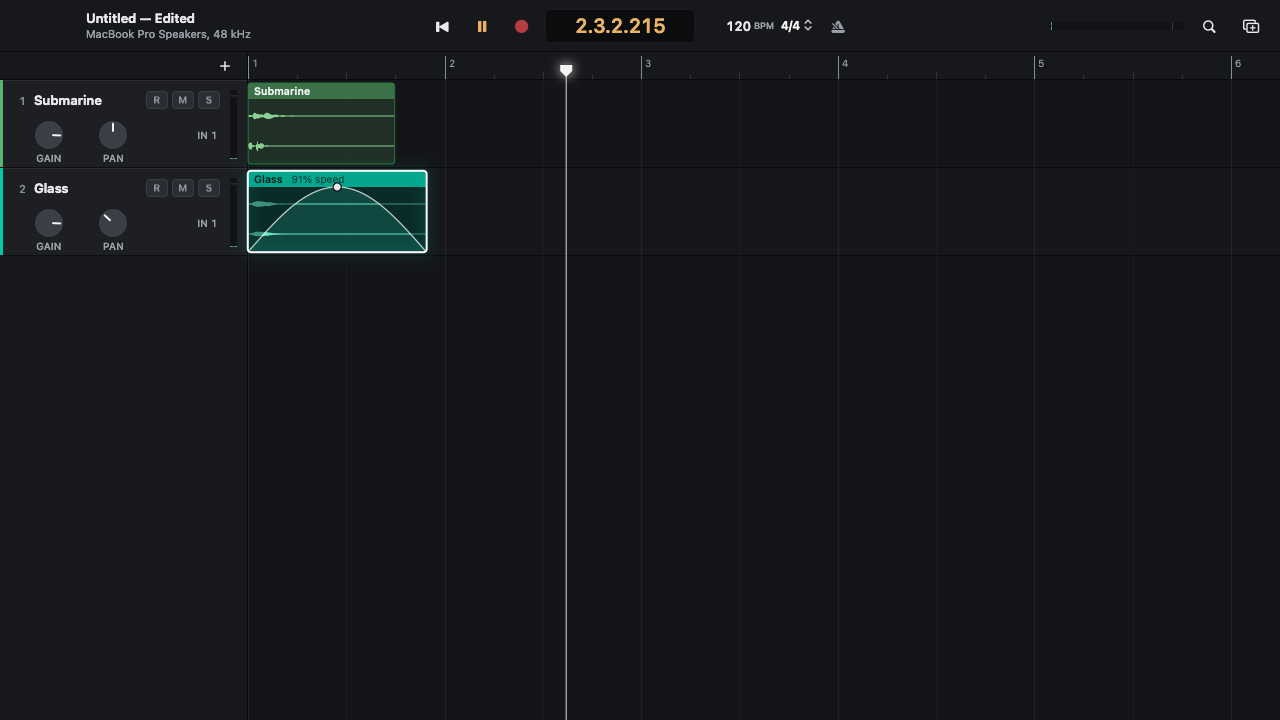 Untitled — Edited
MacBook Pro Speakers, 48 kHz
2.3.2.215
120 BPM 4/4
1 2 3 4 5 6
1 Submarine R M S
IN 1
GAIN PAN
Submarine
2 Glass R M S
IN 1
GAIN PAN
Glass 91% speed